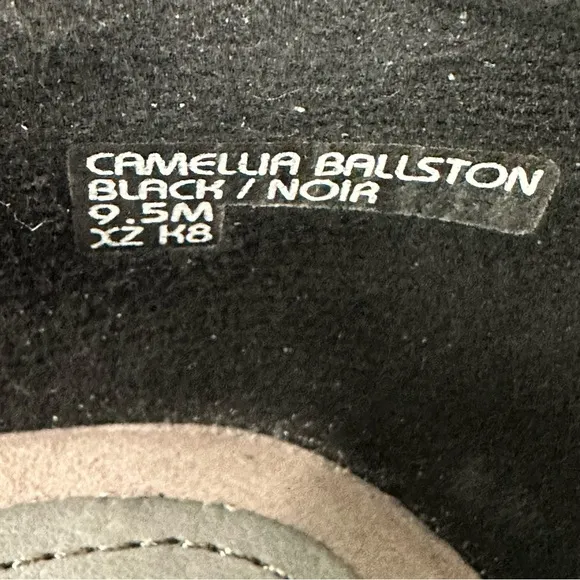 CAMELLIA BALLSTON
BLACK / NOIR
9.5M
XZ K8